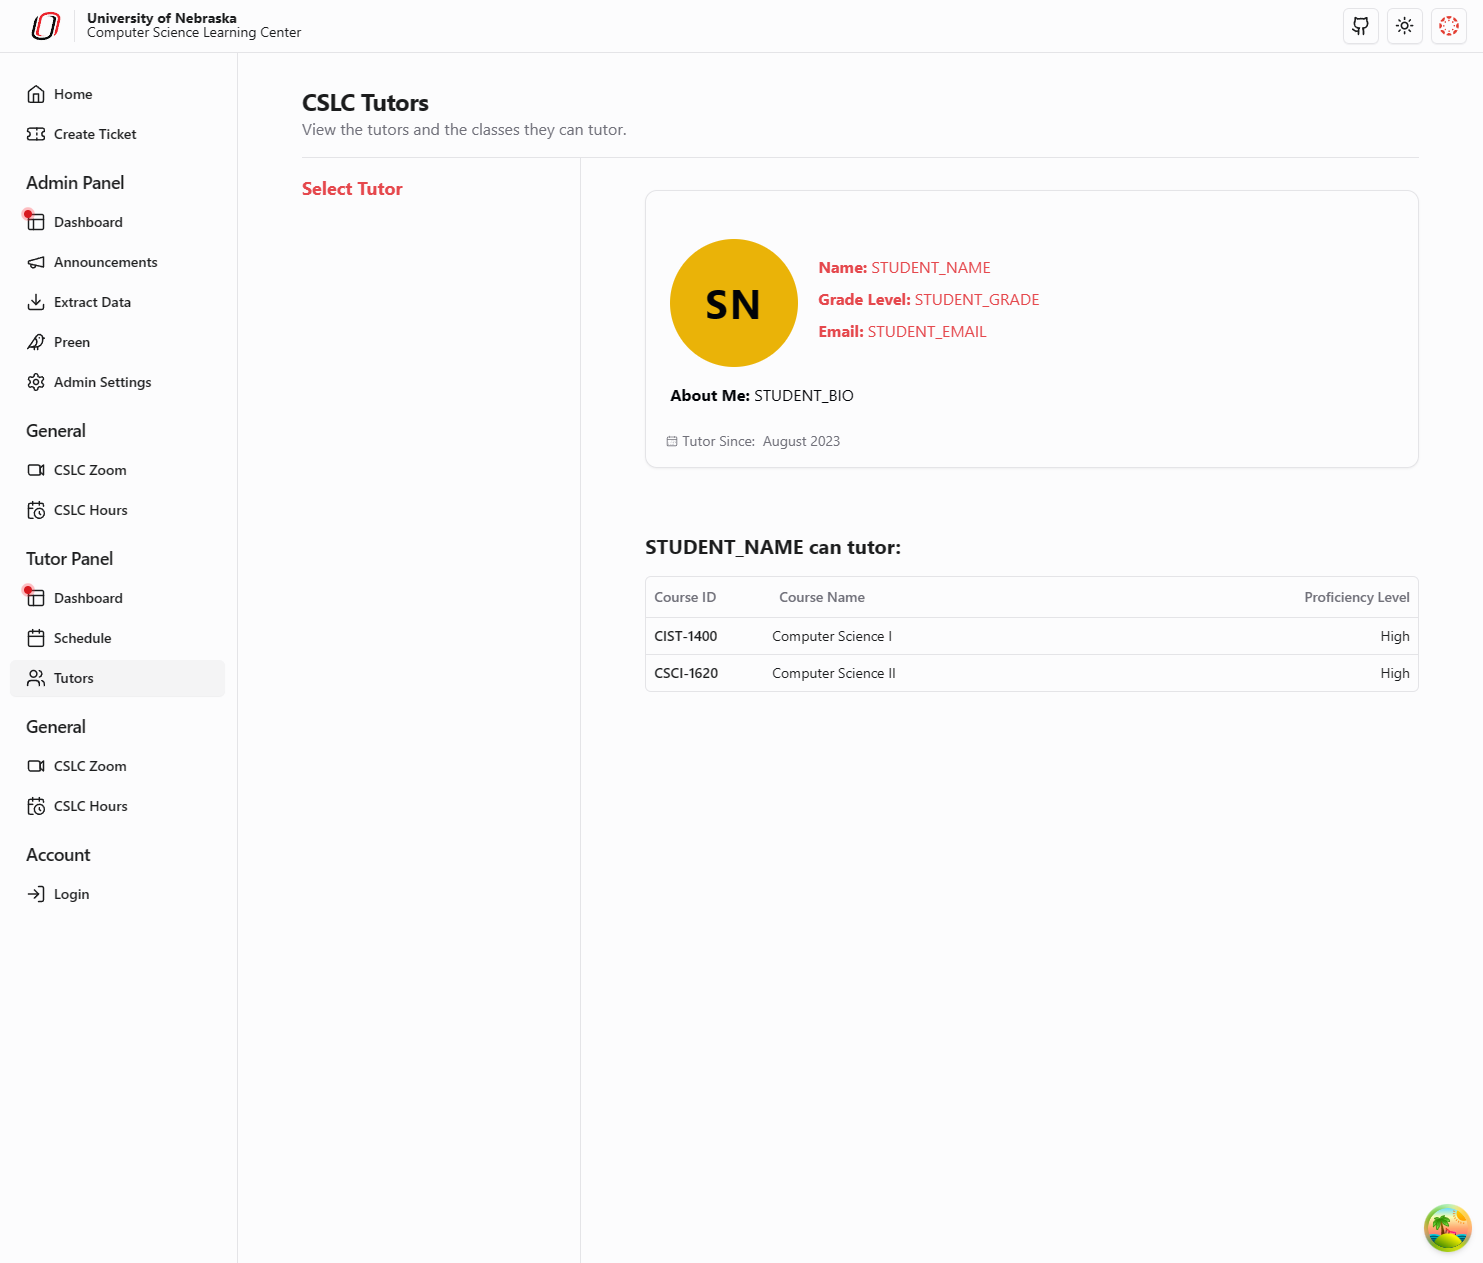 University of Nebraska
Computer Science Learning Center
Home
Create Ticket
Admin Panel
Dashboard
Announcements
Extract Data
Preen
Admin Settings
General
CSLC Zoom
CSLC Hours
Tutor Panel
Dashboard
Schedule
Tutors
General
CSLC Zoom
CSLC Hours
Account
Login
CSLC Tutors
View the tutors and the classes they can tutor.
Select Tutor
SN
Name: STUDENT_NAME
Grade Level: STUDENT_GRADE
Email: STUDENT_EMAIL
About Me: STUDENT_BIO
Tutor Since: August 2023
STUDENT_NAME can tutor:
Course ID Course Name Proficiency Level
CIST-1400 Computer Science I High
CSCI-1620 Computer Science II High